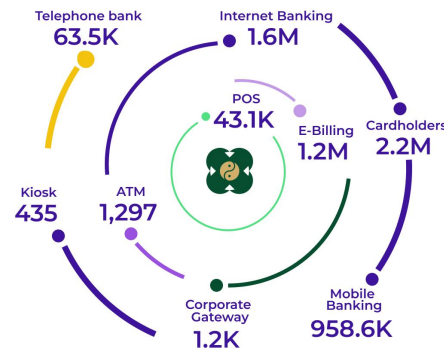 Telephone bank
63.5K
Internet Banking
1.6M
POS
43.1K
E-Billing
1.2M
Cardholders
2.2M
Kiosk
435
ATM
1,297
Corporate
Gateway
1.2K
Mobile
Banking
958.6K